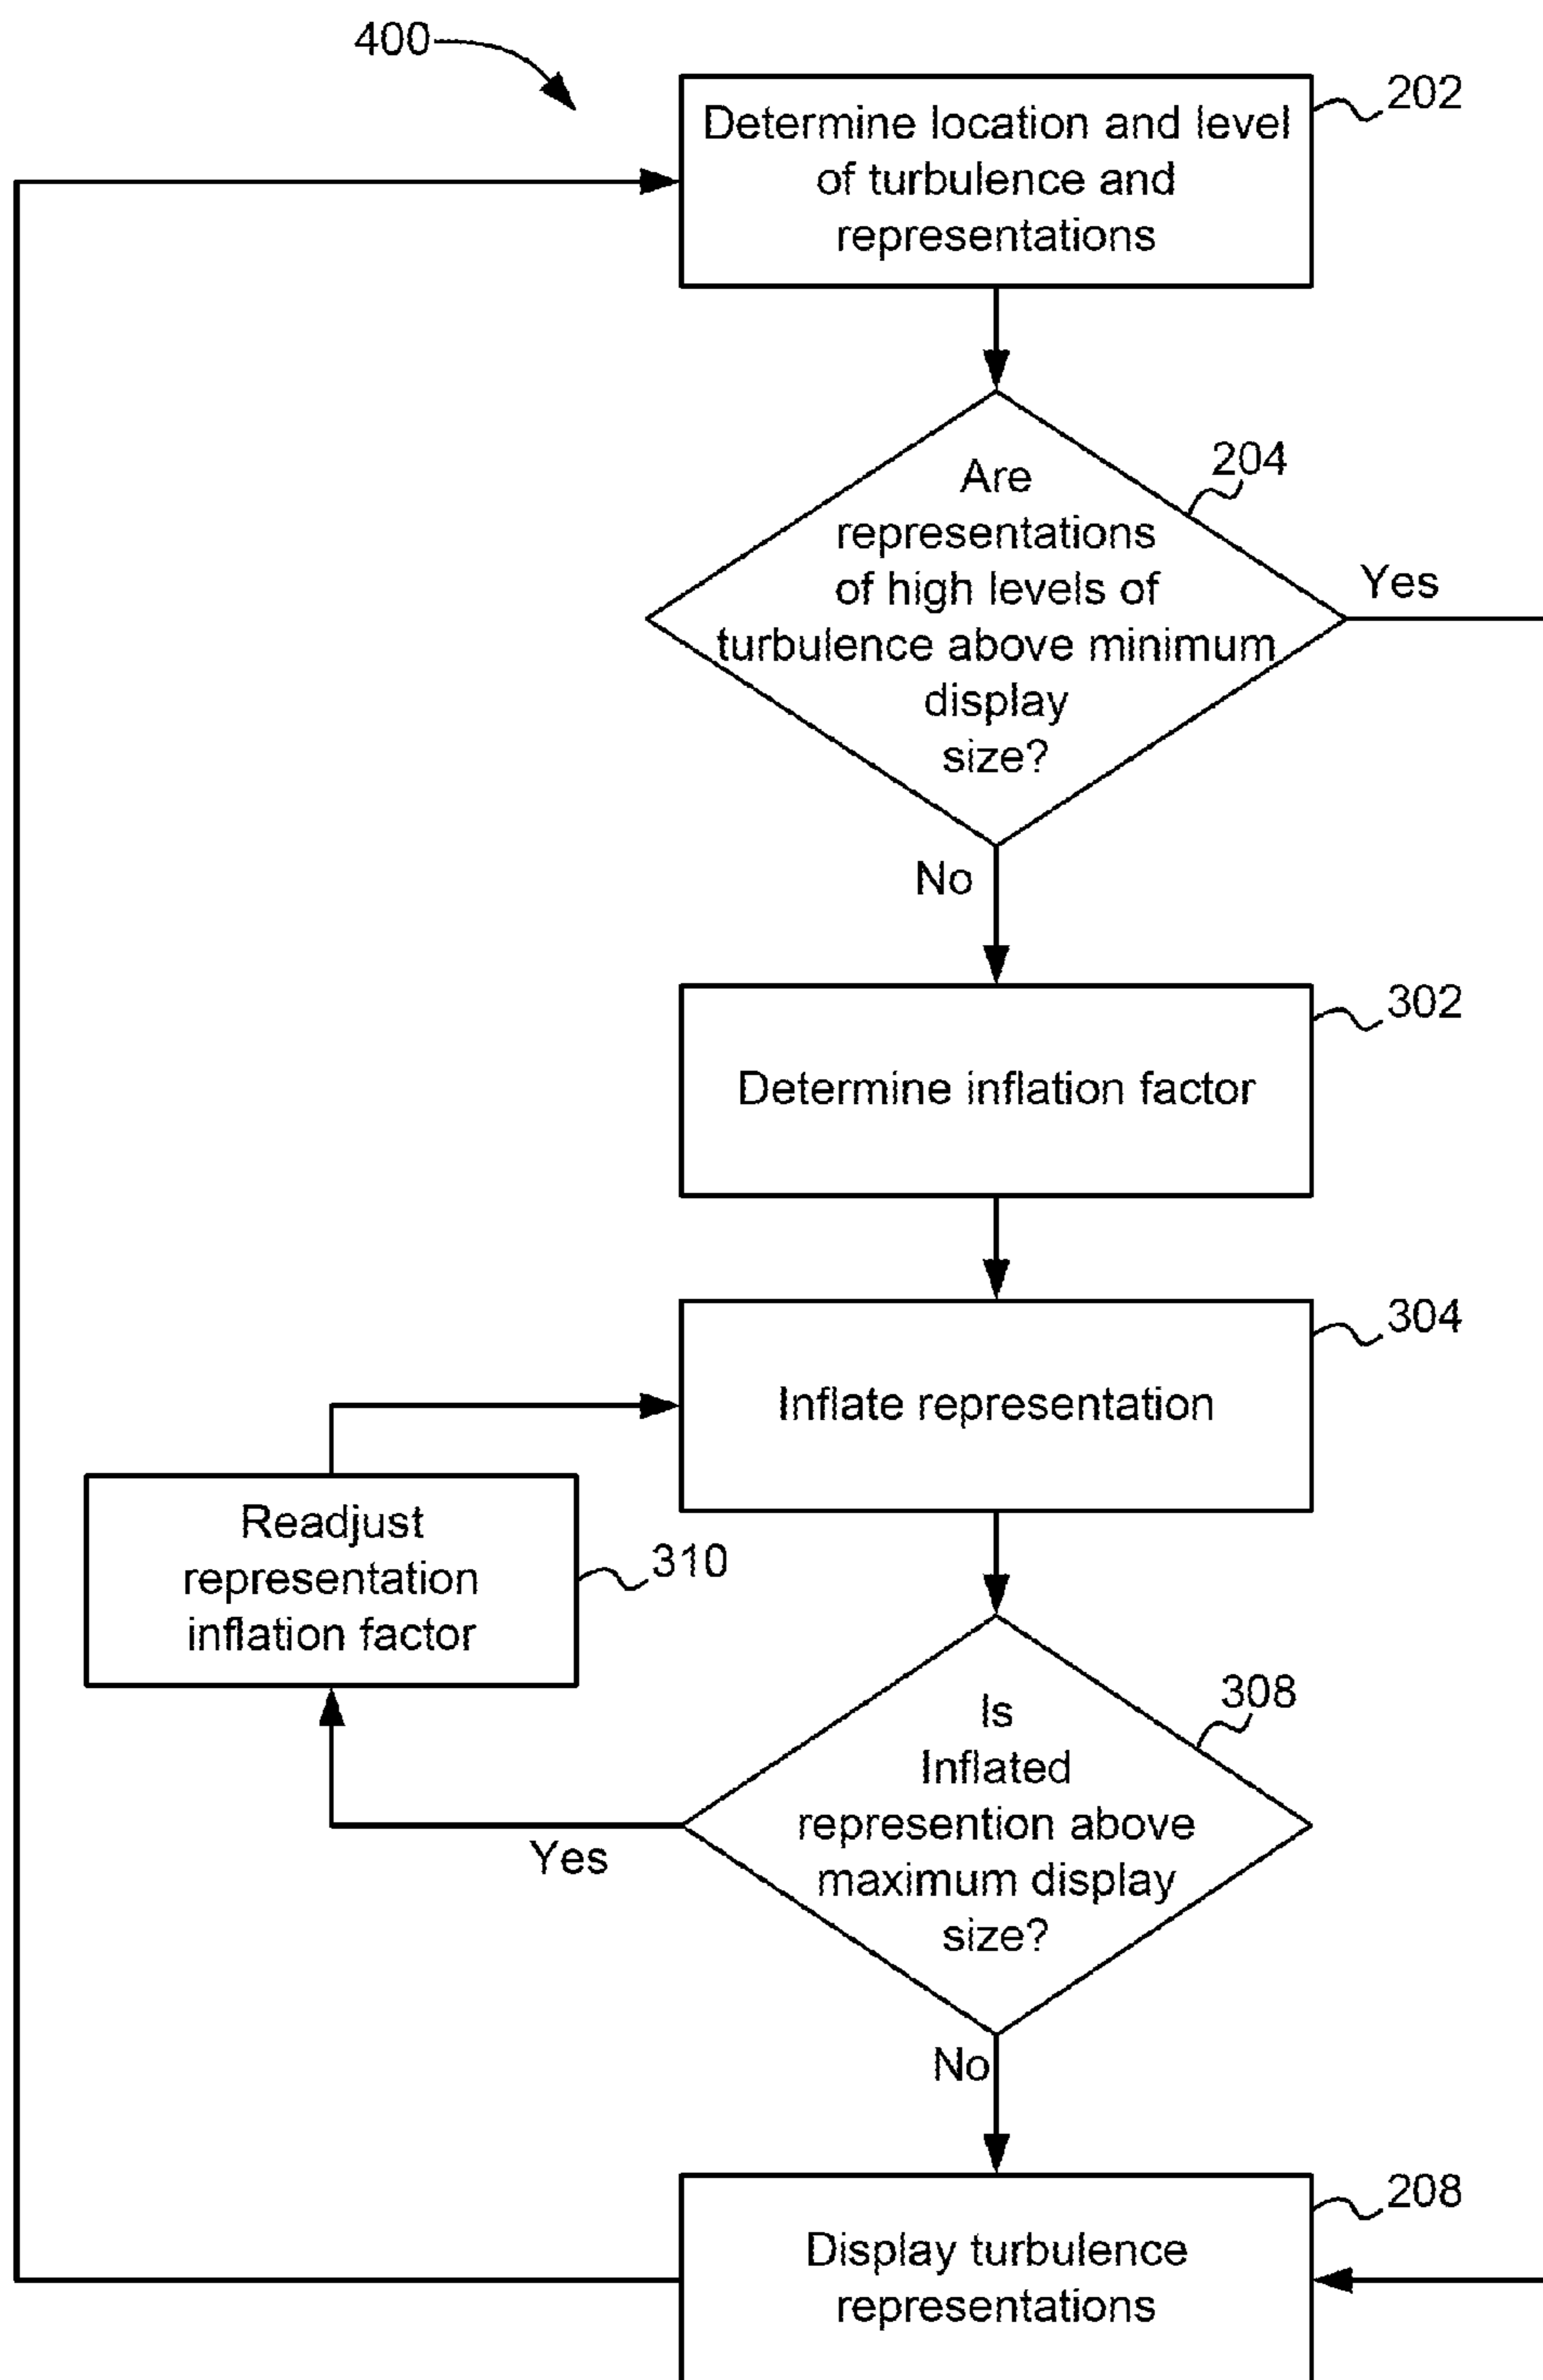 400
202
Determine location and level
of turbulence and
representations
204
Are
representations
of high levels of
turbulence above minimum
display
size?
Yes
No
302
Determine inflation factor
304
Inflate representation
Readjust
representation
inflation factor
310
308
Is
Inflated
represention above
maximum display
size?
Yes
No
208
Display turbulence
representations